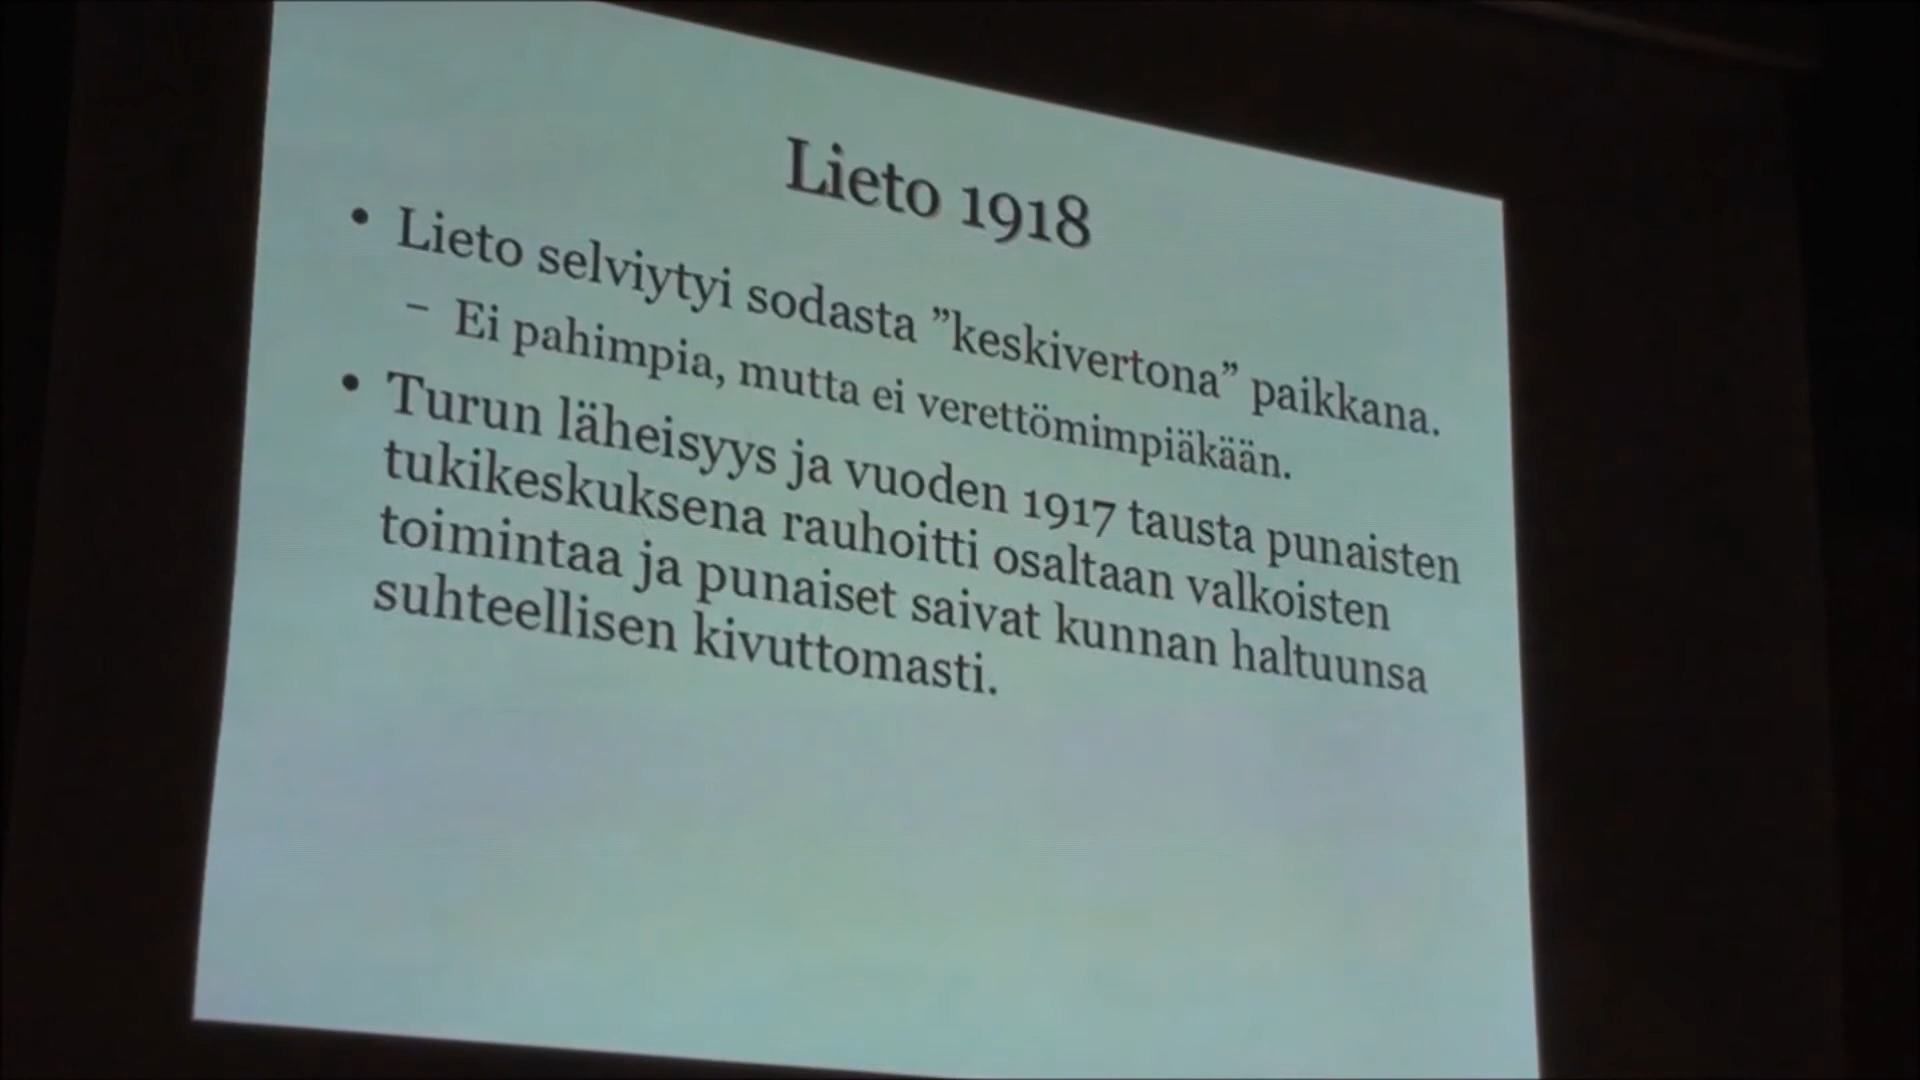 Lieto 1918
• Lieto selviytyi sodasta ”keskivertona” paikkana.
– Ei pahimpia, mutta ei verettömimpiäkään.
• Turun läheisyys ja vuoden 1917 tausta punaisten
tukikeskuksena rauhoitti osaltaan valkoisten
toimintaa ja punaiset saivat kunnan haltuunsa
suhteellisen kivuttomasti.